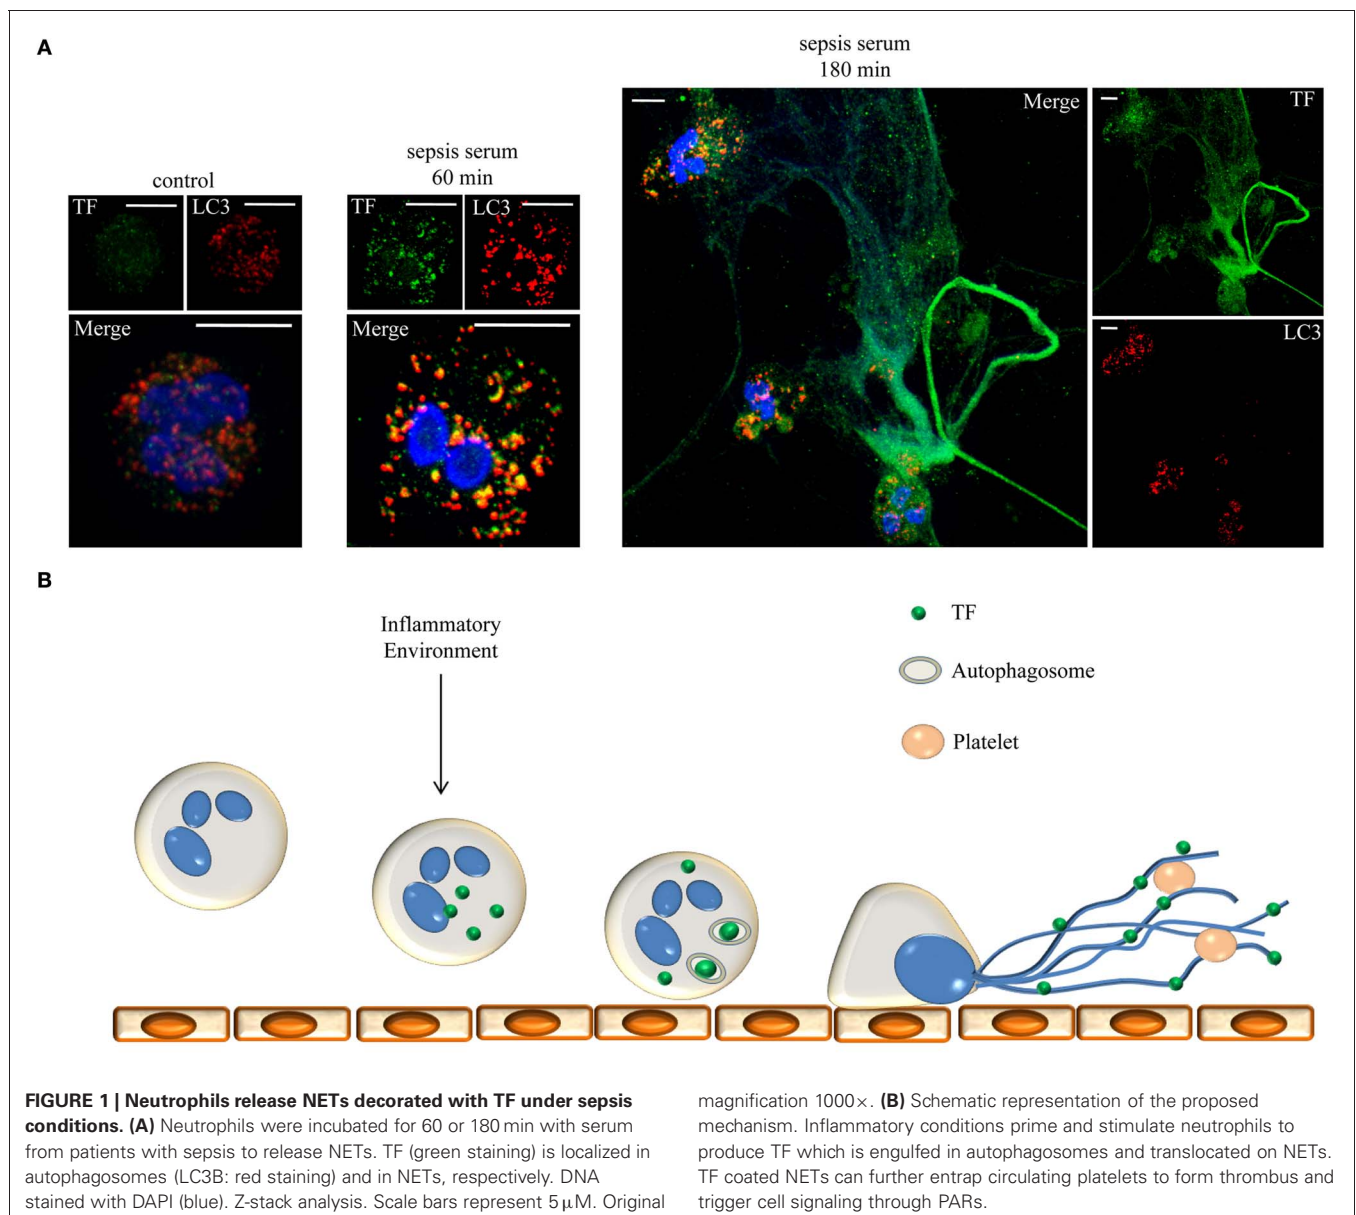 A
control
TF
LC3
Merge
sepsis serum
60 min
TF
LC3
Merge
sepsis serum
180 min
Merge
TF
LC3
B
Inflammatory
Environment
TF
Autophagosome
Platelet
FIGURE 1 | Neutrophils release NETs decorated with TF under sepsis
conditions. (A) Neutrophils were incubated for 60 or 180 min with serum
from patients with sepsis to release NETs. TF (green staining) is localized in
autophagosomes (LC3B: red staining) and in NETs, respectively. DNA
stained with DAPI (blue). Z-stack analysis. Scale bars represent 5 μM. Original
magnification 1000×. (B) Schematic representation of the proposed
mechanism. Inflammatory conditions prime and stimulate neutrophils to
produce TF which is engulfed in autophagosomes and translocated on NETs.
TF coated NETs can further entrap circulating platelets to form thrombus and
trigger cell signaling through PARs.